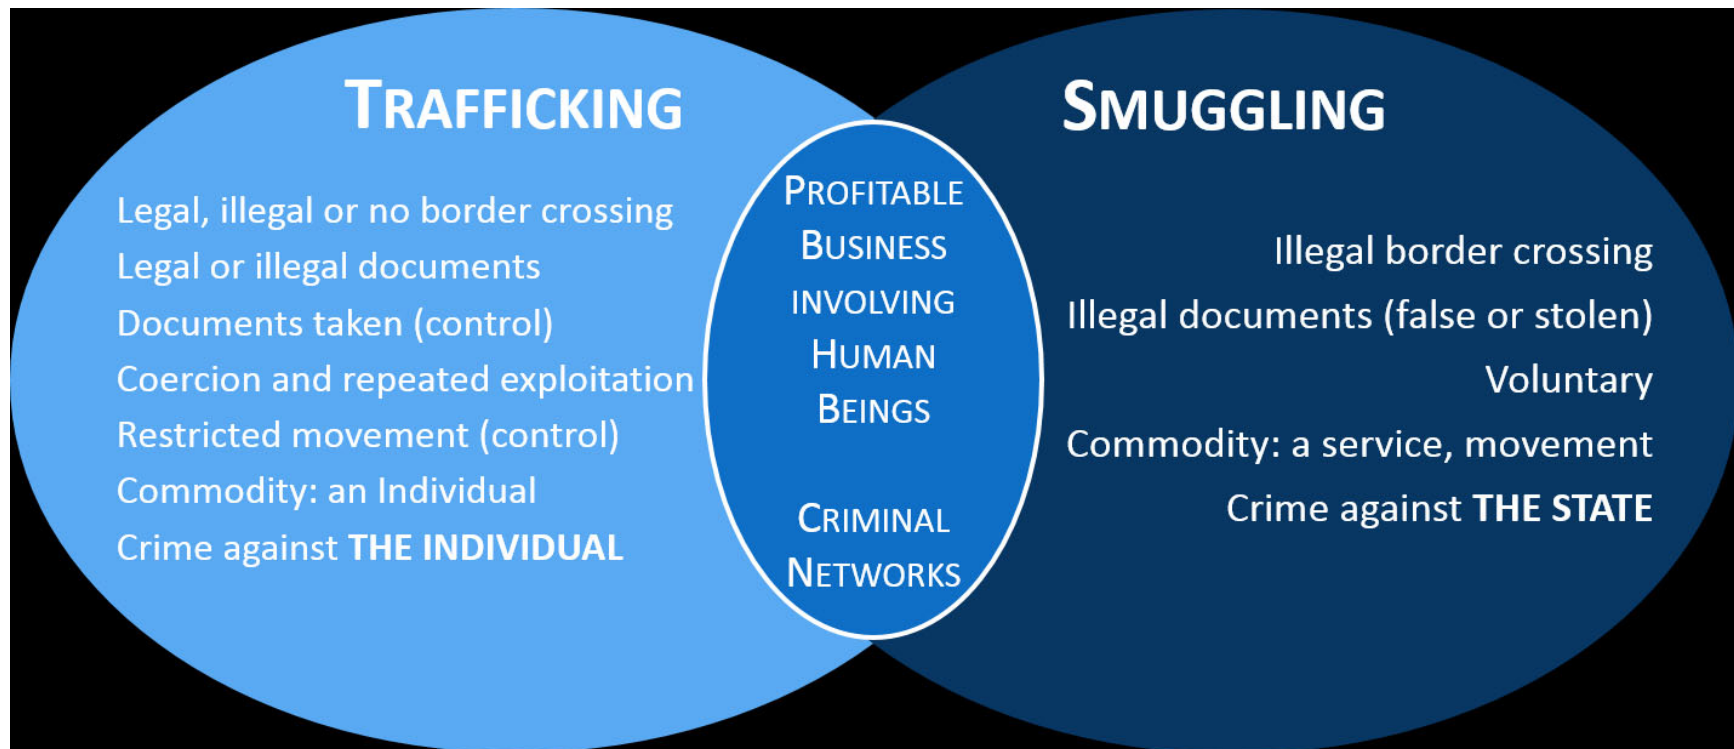 TRAFFICKING
Legal, illegal or no border crossing
Legal or illegal documents
Documents taken (control)
Coercion and repeated exploitation
Restricted movement (control)
Commodity: an Individual
Crime against THE INDIVIDUAL
PROFITABLE
BUSINESS
INVOLVING
HUMAN
BEINGS
CRIMINAL
NETWORKS
SMUGGLING
Illegal border crossing
Illegal documents (false or stolen)
Voluntary
Commodity: a service, movement
Crime against THE STATE